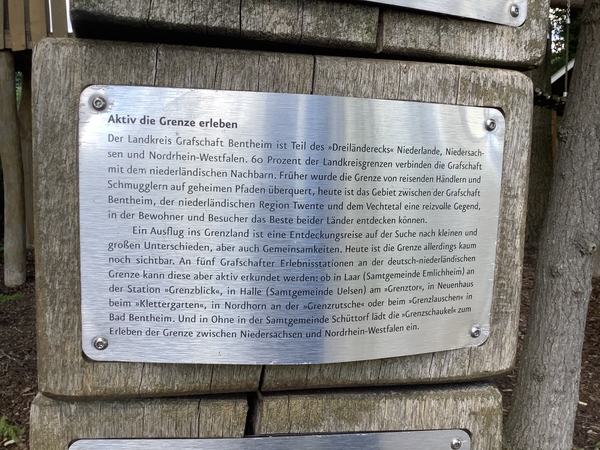 Aktiv die Grenze erleben
Der Landkreis Grafschaft Bentheim ist Teil des »Dreiländerecks« Niederlande, Niedersach-
sen und Nordrhein-Westfalen. 60 Prozent der Landkreisgrenzen verbinden die Grafschaft
mit dem niederländischen Nachbarn. Früher wurde die Grenze von reisenden Händlern und
Schmugglern auf geheimen Pfaden überquert, heute ist das Gebiet zwischen der Grafschaft
Bentheim, der niederländischen Region Twente und dem Vechtetal eine reizvolle Gegend,
in der Bewohner und Besucher das Beste beider Länder entdecken können.
Ein Ausflug ins Grenzland ist eine Entdeckungsreise auf der Suche nach kleinen und
großen Unterschieden, aber auch Gemeinsamkeiten. Heute ist die Grenze allerdings kaum
noch sichtbar. An fünf Grafschafter Erlebnisstationen an der deutsch-niederländischen
Grenze kann diese aber aktiv erkundet werden: ob in Laar (Samtgemeinde Emlichheim) an
der Station »Grenzblick«, in Halle (Samtgemeinde Uelsen) am »Grenztor«, in Neuenhaus
beim »Klettergarten«, in Nordhorn an der »Grenzrutsche« oder beim »Grenzlauschen« in
Bad Bentheim. Und in Ohne in der Samtgemeinde Schüttorf lädt die »Grenzschaukel« zum
Erleben der Grenze zwischen Niedersachsen und Nordrhein-Westfalen ein.